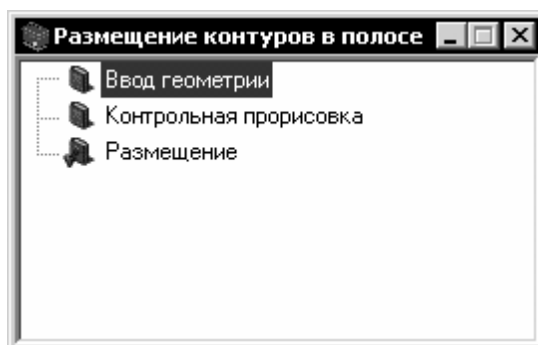 Размещение контуров в полосе
Ввод геометрии
Контрольная прорисовка
Размещение